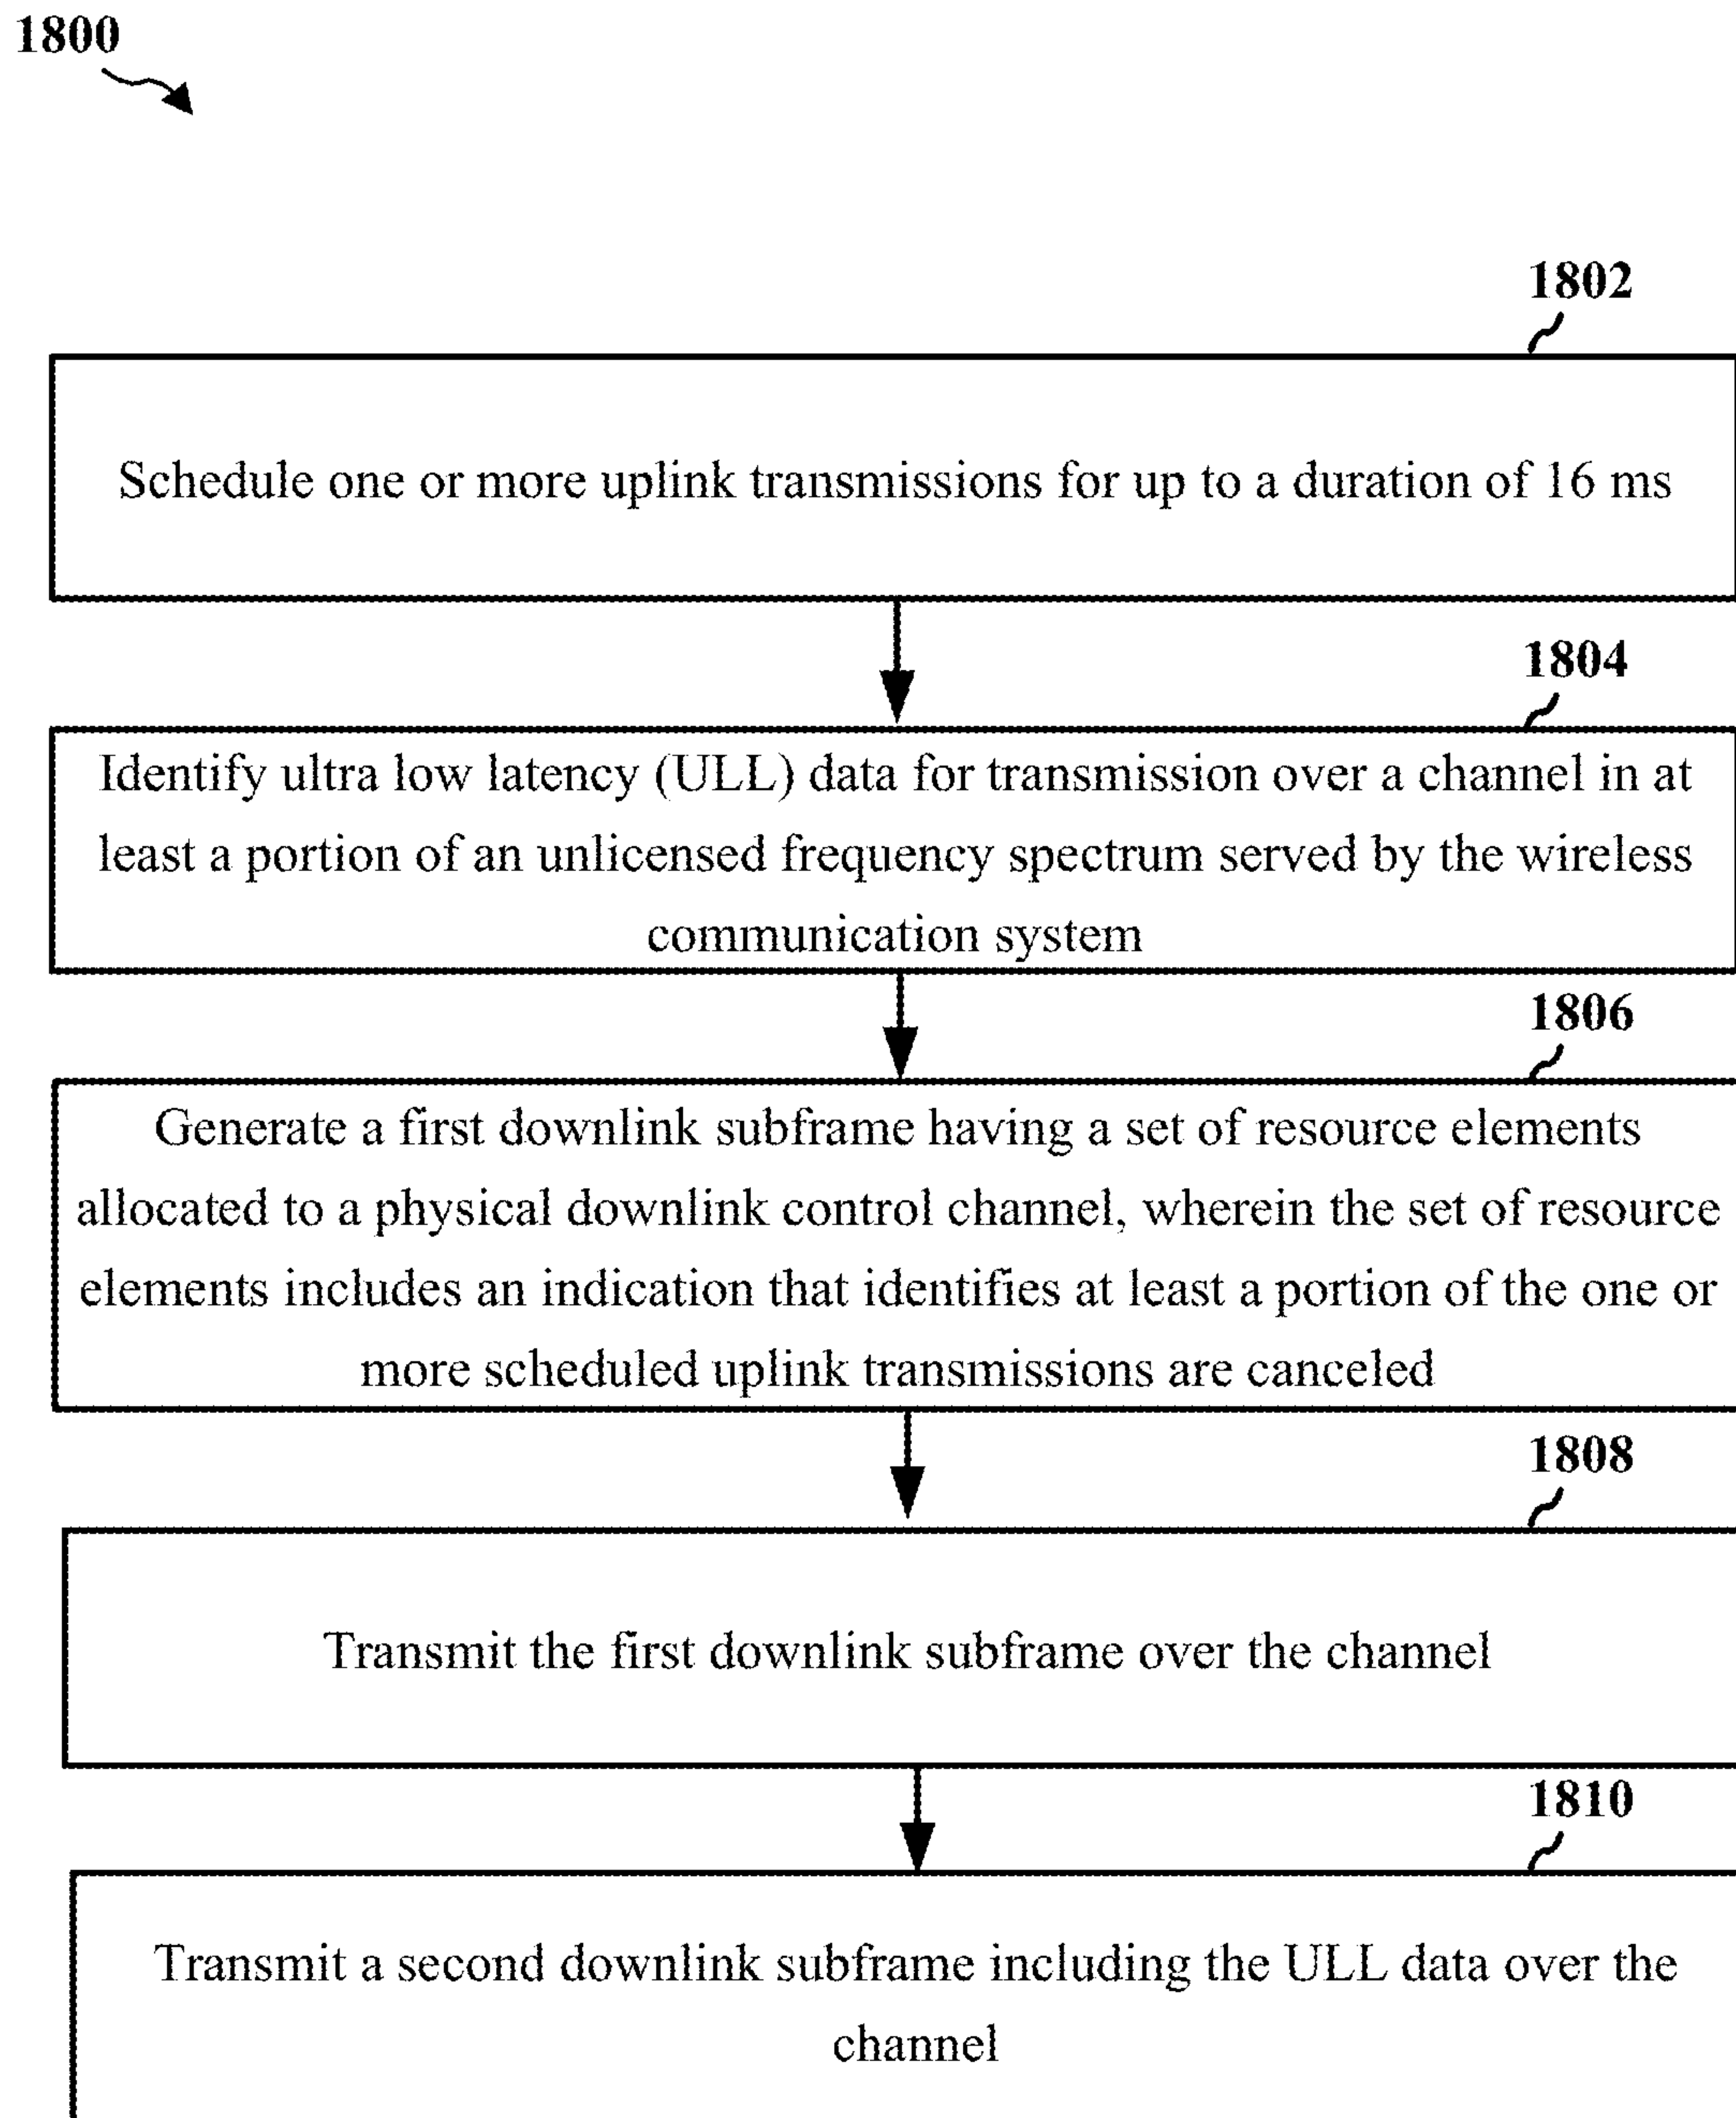 1800
1802
Schedule one or more uplink transmissions for up to a duration of 16 ms
1804
Identify ultra low latency (ULL) data for transmission over a channel in at
least a portion of an unlicensed frequency spectrum served by the wireless
communication system
1806
Generate a first downlink subframe having a set of resource elements
allocated to a physical downlink control channel, wherein the set of resource
elements includes an indication that identifies at least a portion of the one or
more scheduled uplink transmissions are canceled
1808
Transmit the first downlink subframe over the channel
1810
Transmit a second downlink subframe including the ULL data over the
channel